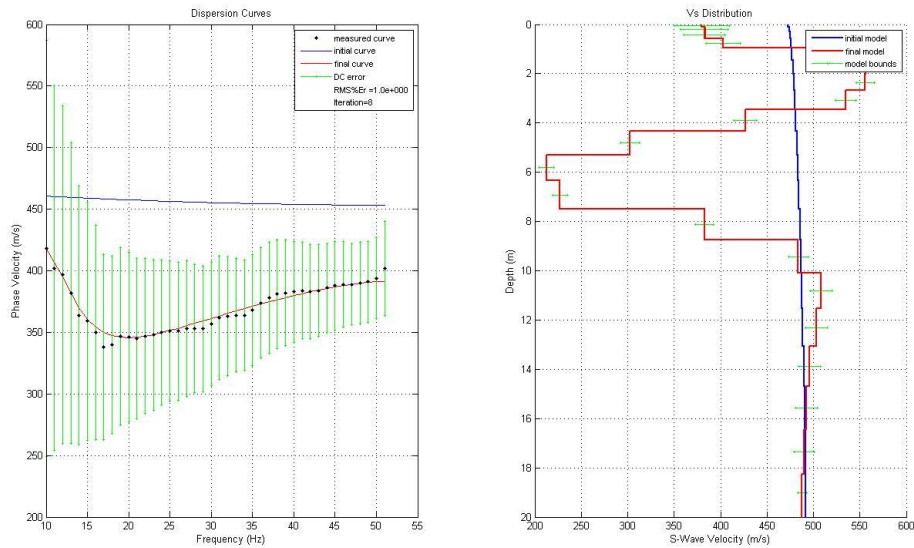 Dispersion Curves
600
550
500
450
400
350
300
250
200
Phase Velocity (m/s)
measured curve
initial curve
final curve
DC error
RMS%Er =1.0e+000
Iteration=8
10 15 20 25 30 35 40 45 50 55
Frequency (Hz)
Vs Distribution
0
2
4
6
8
10
12
14
16
18
20
Depth (m)
initial model
final model
model bounds
200 250 300 350 400 450 500 550 600
S-Wave Velocity (m/s)